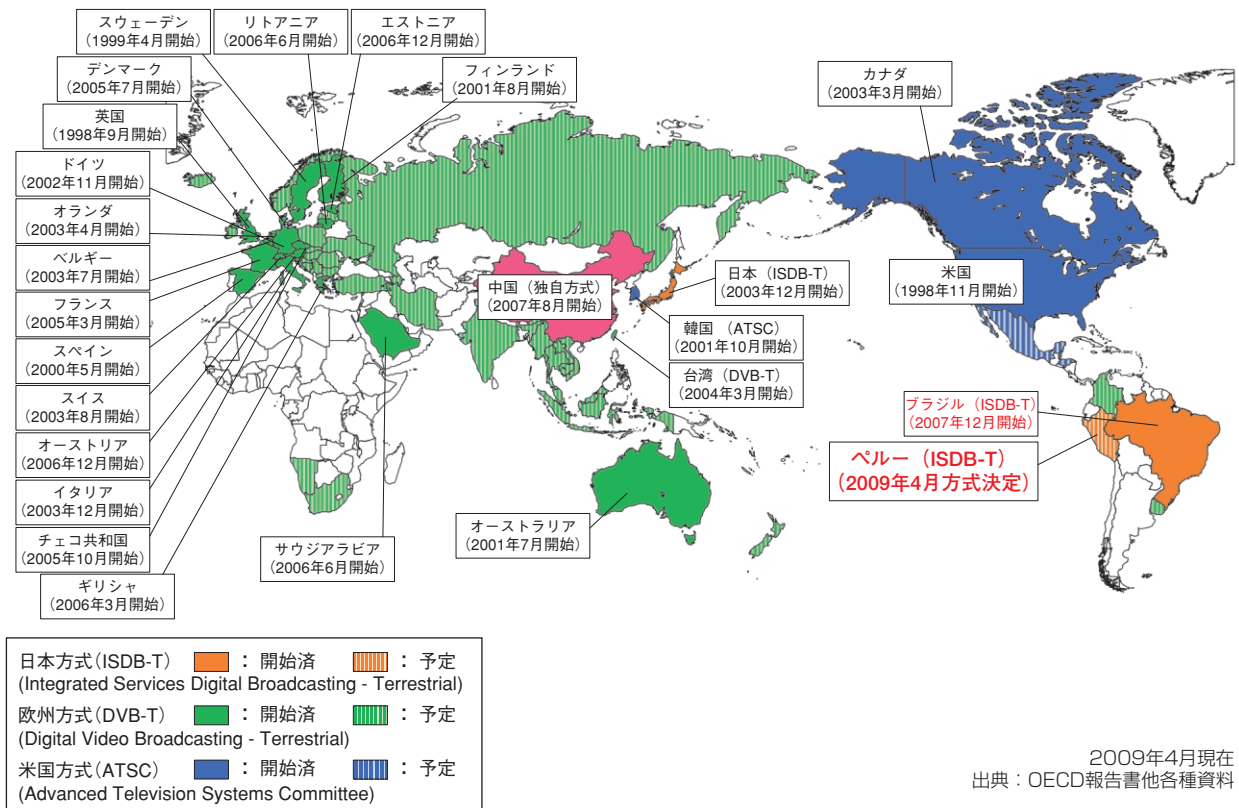 スウェーデン
(1999年4月開始)
リトアニア
(2006年6月開始)
エストニア
(2006年12月開始)
デンマーク
(2005年7月開始)
フィンランド
(2001年8月開始)
カナダ
(2003年3月開始)
英国
(1998年9月開始)
ドイツ
(2002年11月開始)
オランダ
(2003年4月開始)
ベルギー
(2003年7月開始)
フランス
(2005年3月開始)
スペイン
(2000年5月開始)
スイス
(2003年8月開始)
オーストリア
(2006年12月開始)
イタリア
(2003年12月開始)
チェコ共和国
(2005年10月開始)
ギリシャ
(2006年3月開始)
サウジアラビア
(2006年6月開始)
中国(独自方式)
(2007年8月開始)
日本(ISDB-T)
(2003年12月開始)
韓国 (ATSC)
(2001年10月開始)
台湾(DVB-T)
(2004年3月開始)
オーストラリア
(2001年7月開始)
米国
(1998年11月開始)
ブラジル(ISDB-T)
(2007年12月開始)
ペルー(ISDB-T)
(2009年4月方式決定)
日本方式(ISDB-T) :開始済 :予定
(Integrated Services Digital Broadcasting - Terrestrial)
欧州方式(DVB-T) :開始済 :予定
(Digital Video Broadcasting - Terrestrial)
米国方式(ATSC) :開始済 :予定
(Advanced Television Systems Committee)
2009年4月現在
出典:OECD報告書他各種資料